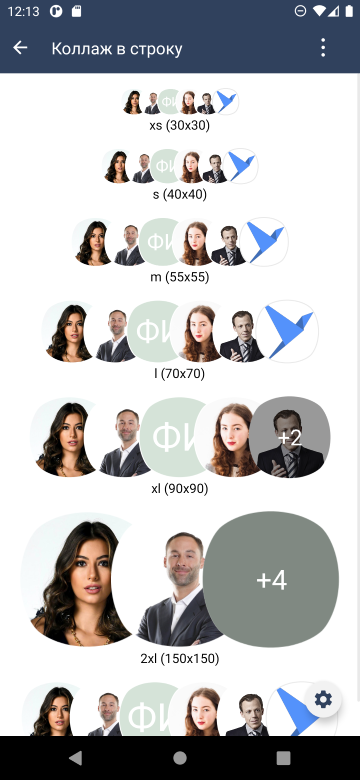 12:13
Коллаж в строку
ФИ
xs (30x30)
ФИ
s (40x40)
ФИ
m (55x55)
ФИ
l (70x70)
ФИ
+2
xl (90x90)
+4
2xl (150x150)
ФИ